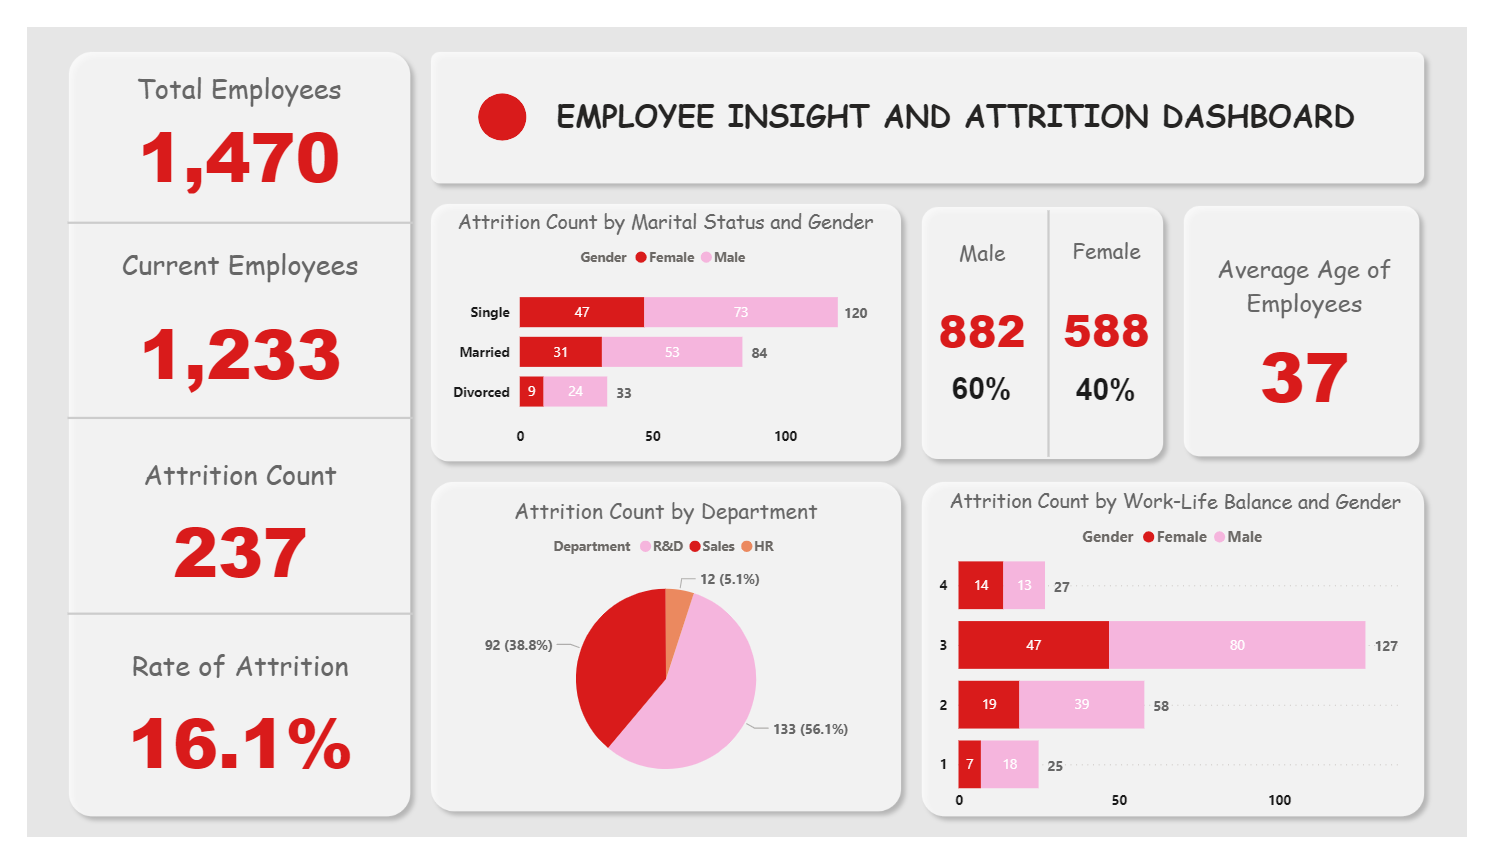 Total Employees
1,470
Current Employees
1,233
Attrition Count
237
Rate of Attrition
16.1%
EMPLOYEE INSIGHT AND ATTRITION DASHBOARD
Attrition Count by Marital Status and Gender
Gender Female Male
Single 47 73 120
Married 31 53 84
Divorced 9 24 33
0 50 100
Male
882
60%
Female
588
40%
Average Age of
Employees
37
Attrition Count by Department
Department R&D Sales HR
12 (5.1%)
92 (38.8%)
133 (56.1%)
Attrition Count by Work-Life Balance and Gender
Gender Female Male
4 14 13 27
3 47 80 127
2 19 39 58
1 7 18 25
0 50 100